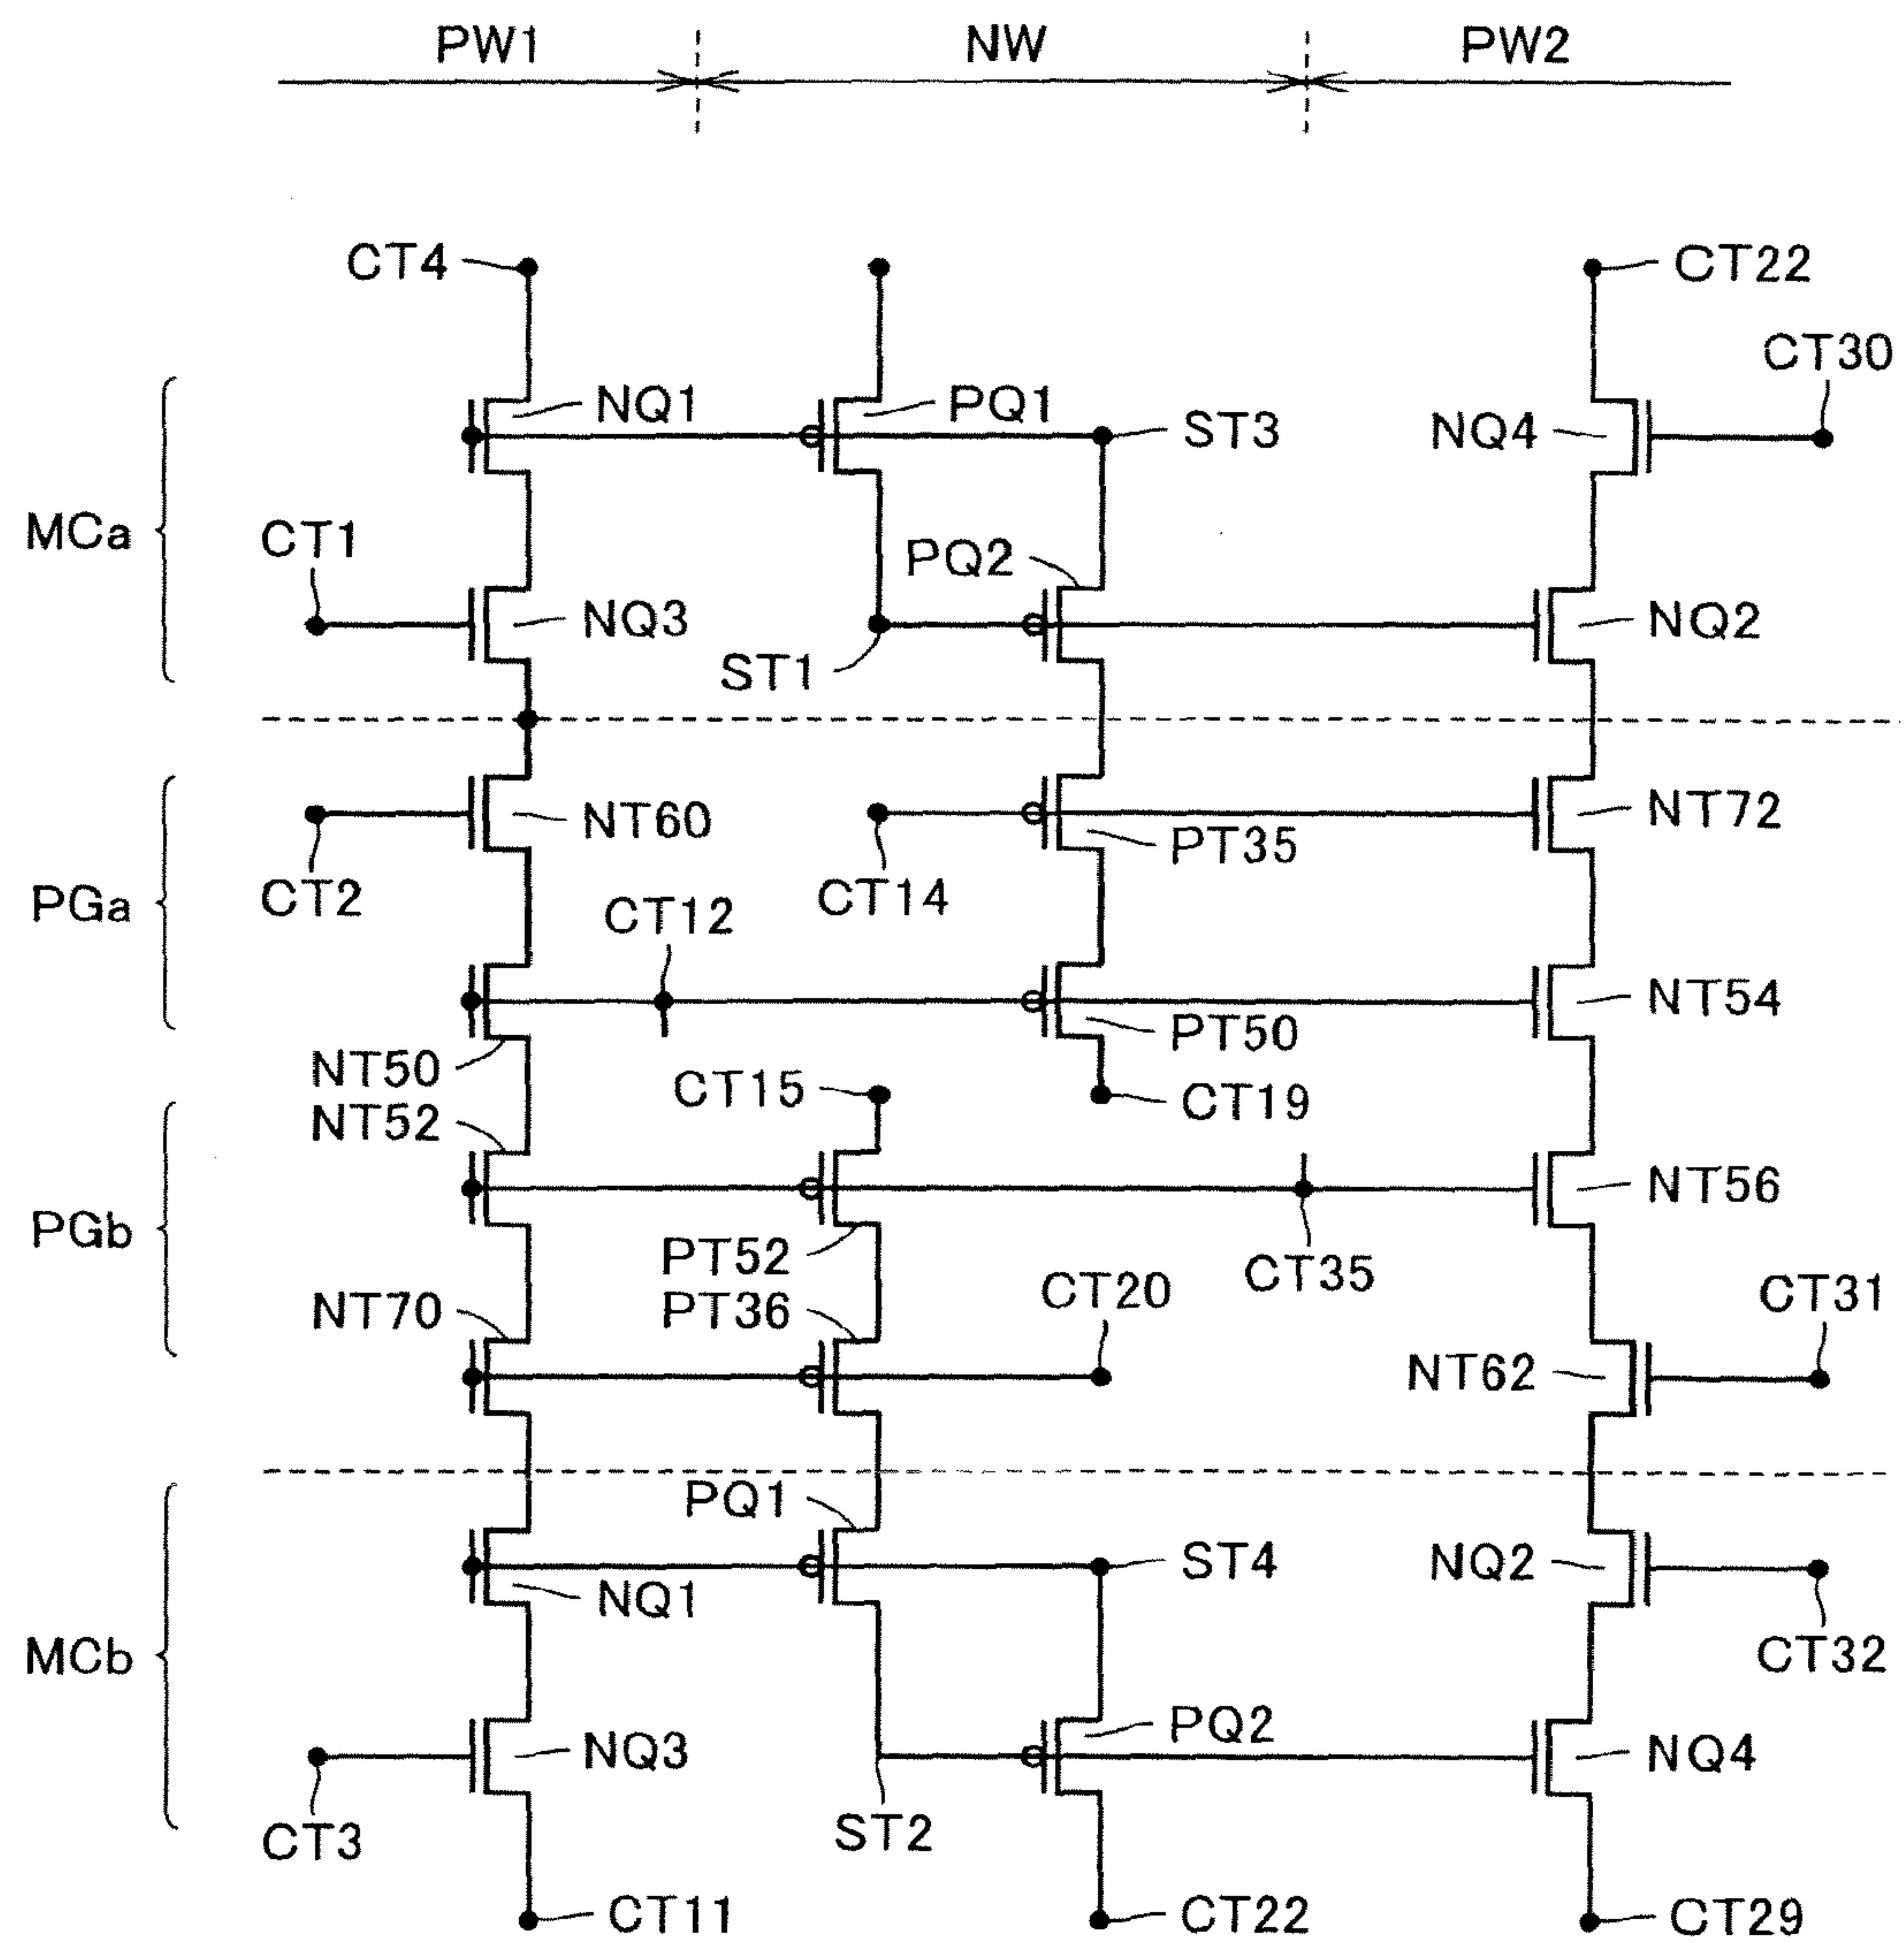 PW1 NW PW2
CT4 CT22
CT30
NQ1 PQ1 ST3 NQ4
MCa
CT1 PQ2
NQ3 NQ2
ST1
NT60 PT35 NT72
PGa CT2 CT14
CT12
NT50 PT50 NT54
CT15 CT19
NT52
PGb NT56
PT52 CT35
NT70 PT36 CT20 CT31
NT62
PQ1
NQ1 ST4 NQ2
MCb CT32
NQ3 PQ2 NQ4
CT3 ST2
CT11 CT22 CT29